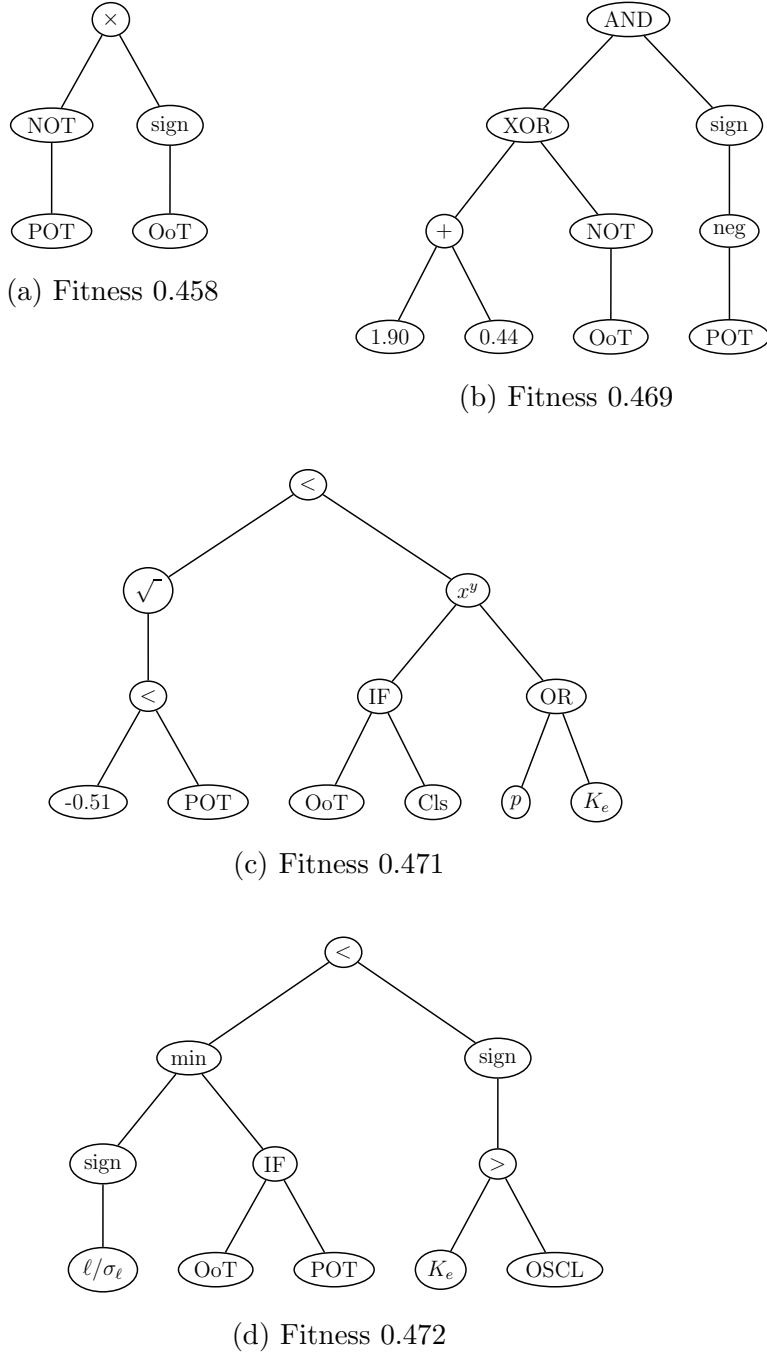 ×
NOT sign
POT OoT
(a) Fitness 0.458
AND
XOR sign
+ NOT neg
1.90 0.44 OoT POT
(b) Fitness 0.469
<
√ x^y
< IF OR
-0.51 POT OoT Cls p K_e
(c) Fitness 0.471
<
min sign
sign IF >
ℓ/σ_ℓ OoT POT K_e OSCL
(d) Fitness 0.472